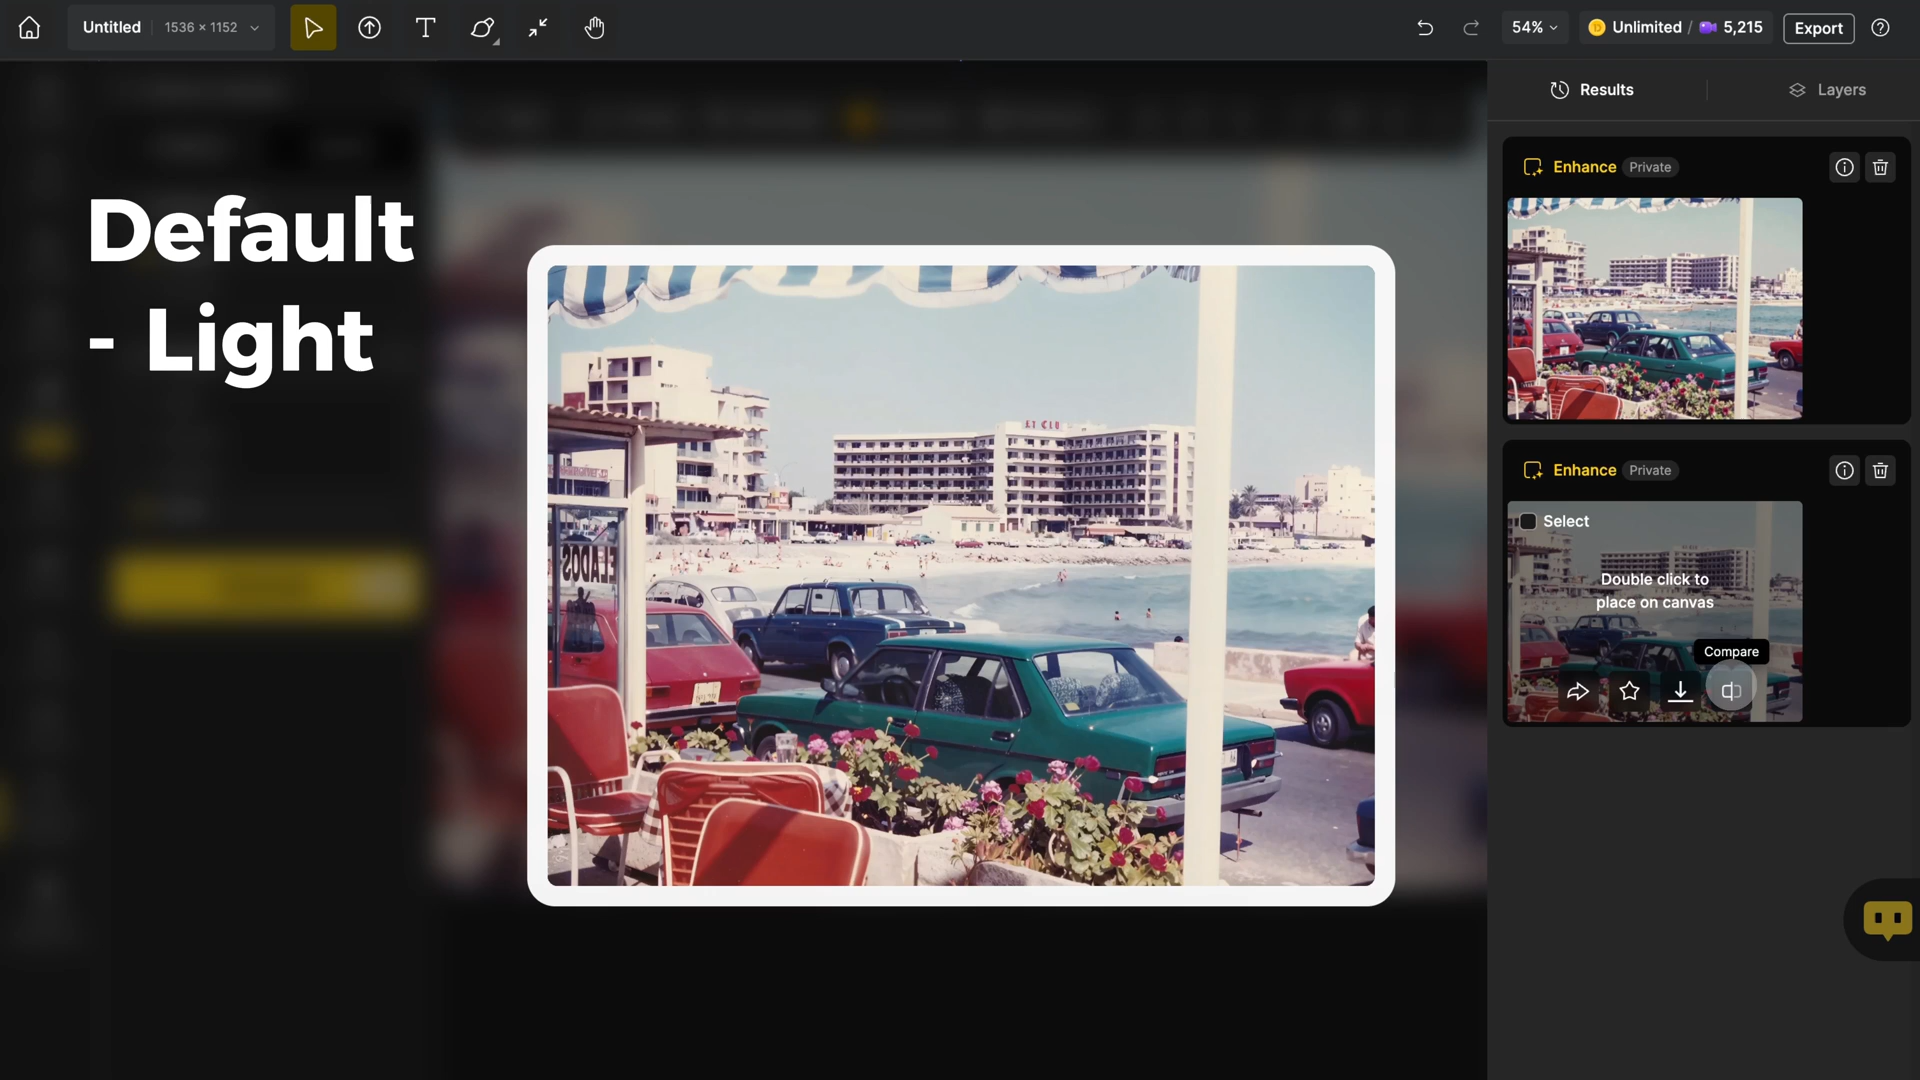 Untitled
1536 × 1152
54%
Unlimited / 5,215
Export
Results
Layers
Default
- Light
Enhance
Private
Enhance
Private
Select
Double click to
place on canvas
Compare